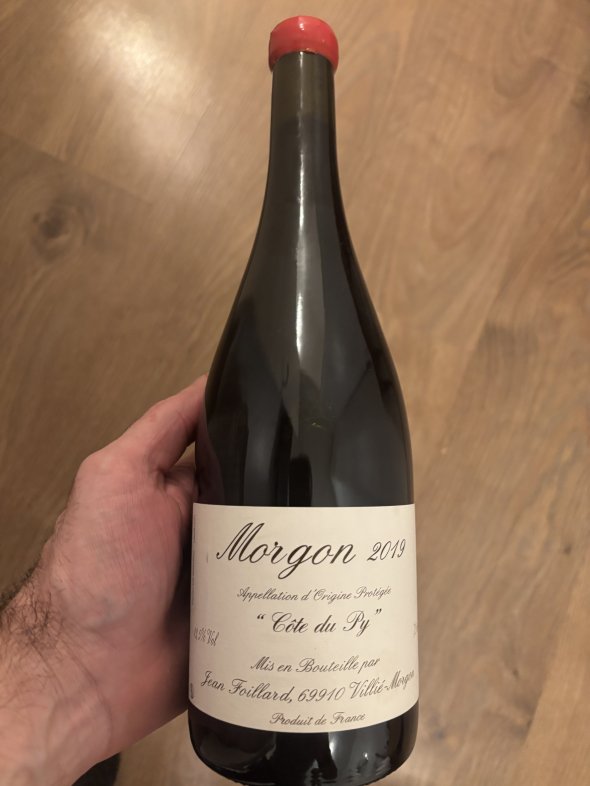 Morgon 2019
Appellation d'Origine Protégée
"Côte du Py"
Mis en Bouteille par
Jean Foillard, 69910 Villié-Morgon
Produit de France